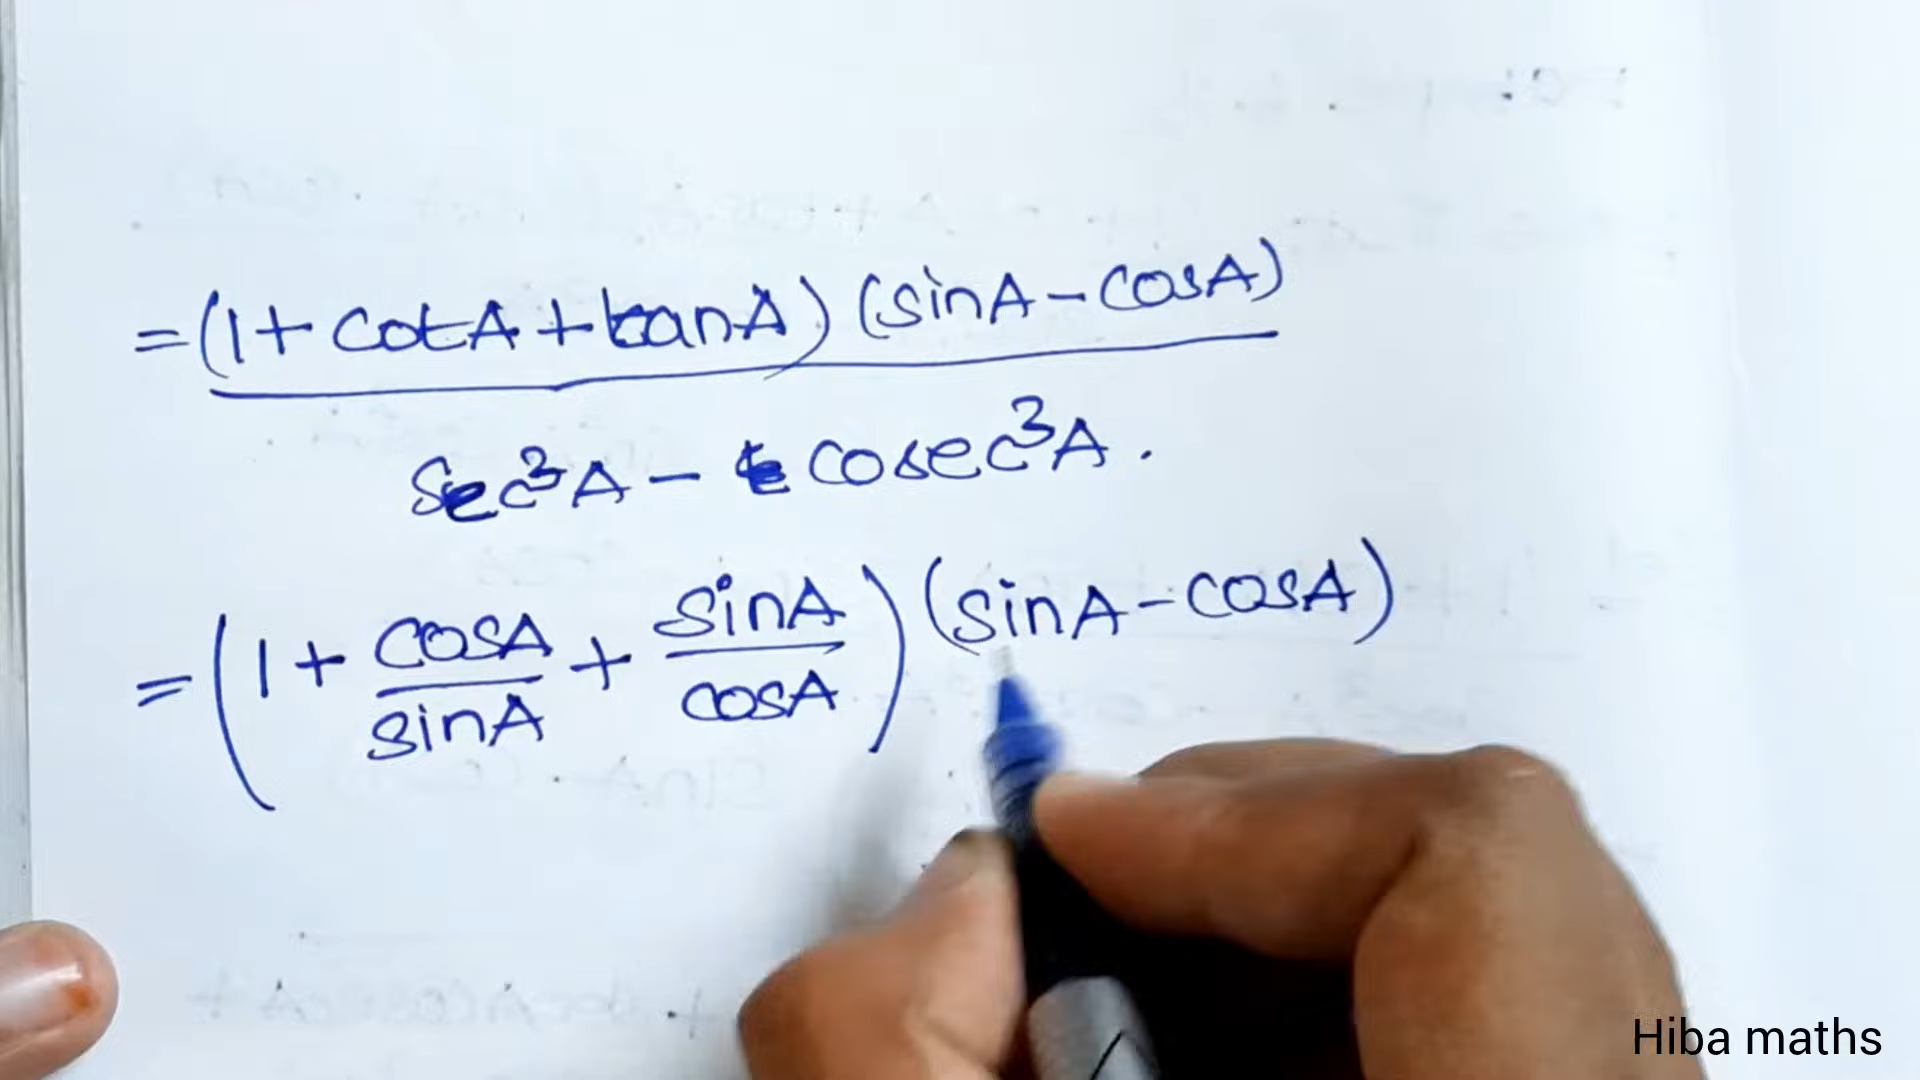 = (1 + cotA + tanA) (sinA - cosA)
sec³A - cosec³A.
= (1 + cosA/sinA + sinA/cosA) (sinA - cosA)
Hiba maths